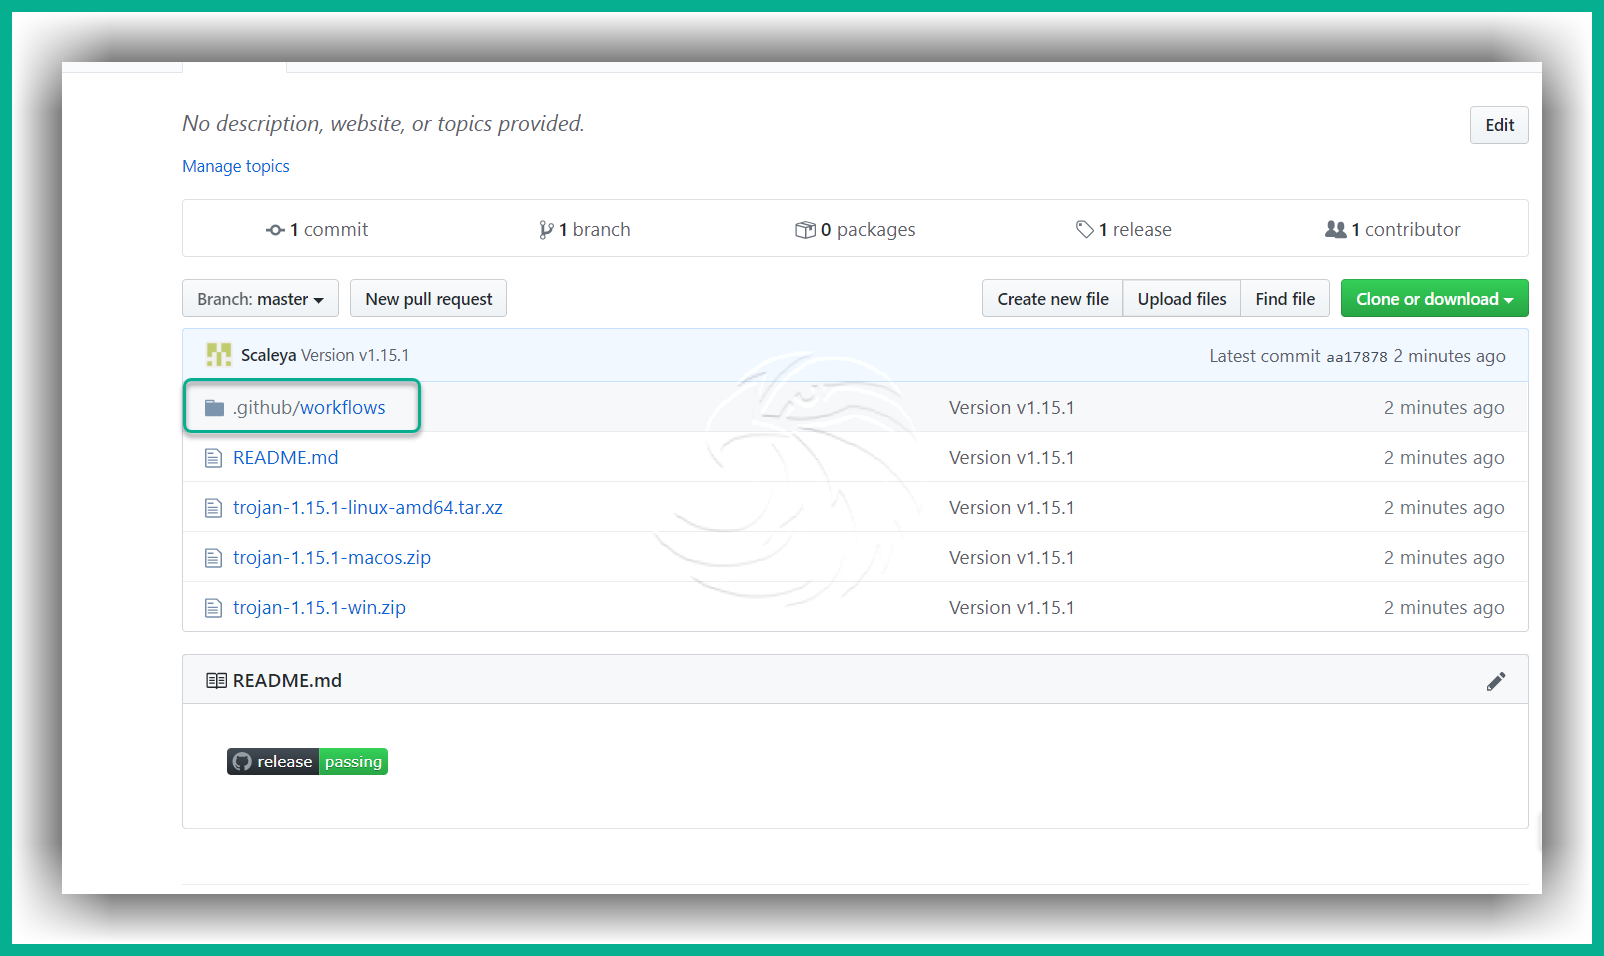 No description, website, or topics provided.
Edit
Manage topics
1 commit
1 branch
0 packages
1 release
1 contributor
Branch: master
New pull request
Create new file
Upload files
Find file
Clone or download
Scaleya Version v1.15.1
Latest commit aa17878 2 minutes ago
.github/workflows Version v1.15.1 2 minutes ago
README.md Version v1.15.1 2 minutes ago
trojan-1.15.1-linux-amd64.tar.xz Version v1.15.1 2 minutes ago
trojan-1.15.1-macos.zip Version v1.15.1 2 minutes ago
trojan-1.15.1-win.zip Version v1.15.1 2 minutes ago
README.md
release passing